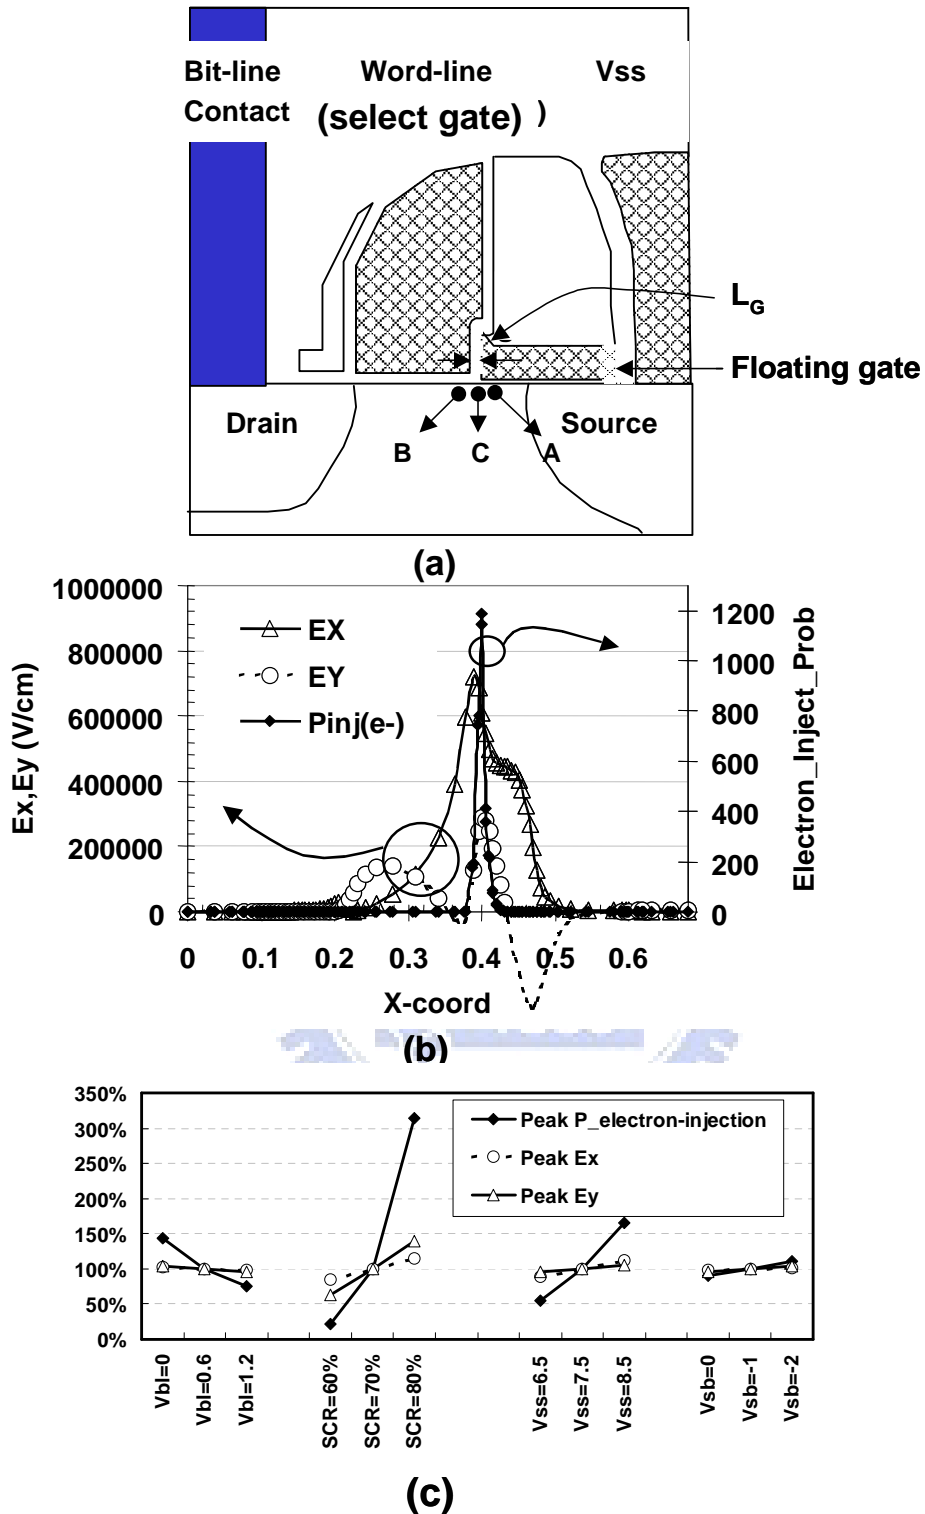 Bit-line Word-line Vss
Contact (select gate) )
LG
Floating gate
Drain Source
B C A
(a)
1000000
800000
600000
400000
200000
0
Ex,Ey (V/cm)
EX
EY
Pinj(e-)
1200
1000
800
600
400
200
0
Electron_Inject_Prob
0 0.1 0.2 0.3 0.4 0.5 0.6
X-coord
(b)
350%
300%
250%
200%
150%
100%
50%
0%
Peak P_electron-injection
Peak Ex
Peak Ey
Vbl=0
Vbl=0.6
Vbl=1.2
SCR=60%
SCR=70%
SCR=80%
Vss=6.5
Vss=7.5
Vss=8.5
Vsb=0
Vsb=-1
Vsb=-2
(c)